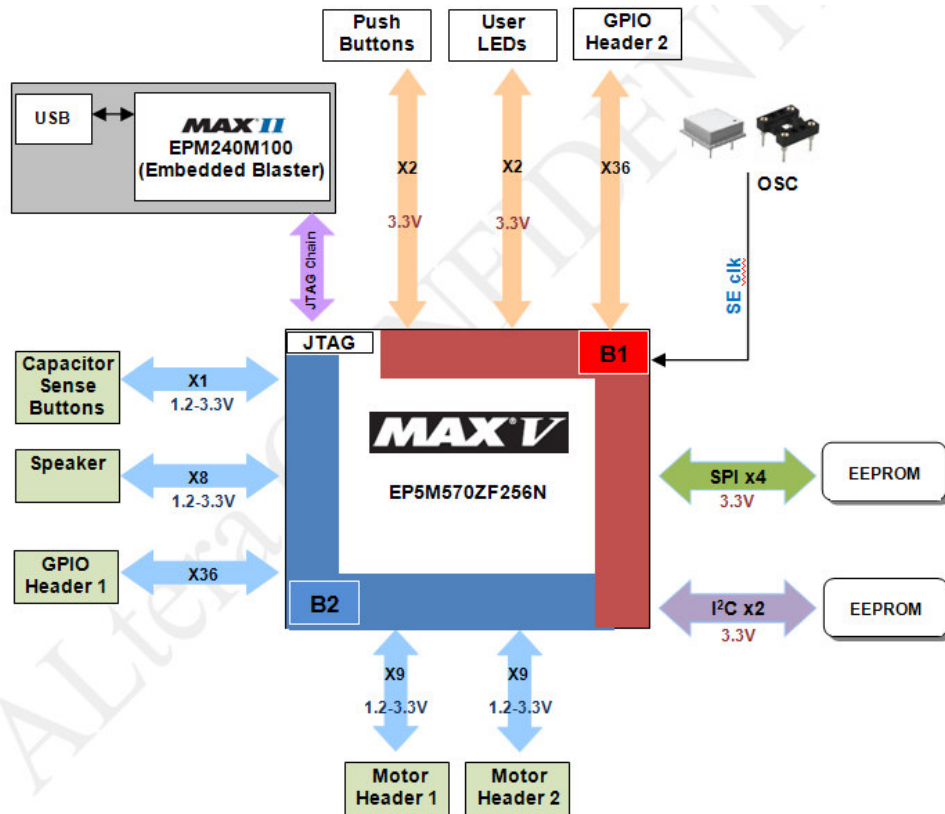 Push
Buttons
User
LEDs
GPIO
Header 2
USB
MAX II
EPM240M100
(Embedded Blaster)
OSC
X2
X2
X36
3.3V
3.3V
SE_clk
JTAG Chain
JTAG
B1
Capacitor
Sense
Buttons
X1
1.2-3.3V
MAX® V
EP5M570ZF256N
Speaker
X8
1.2-3.3V
SPI x4
3.3V
EEPROM
GPIO
Header 1
X36
B2
I²C x2
3.3V
EEPROM
X9
1.2-3.3V
X9
1.2-3.3V
Motor
Header 1
Motor
Header 2
ALtera CONFIDENT